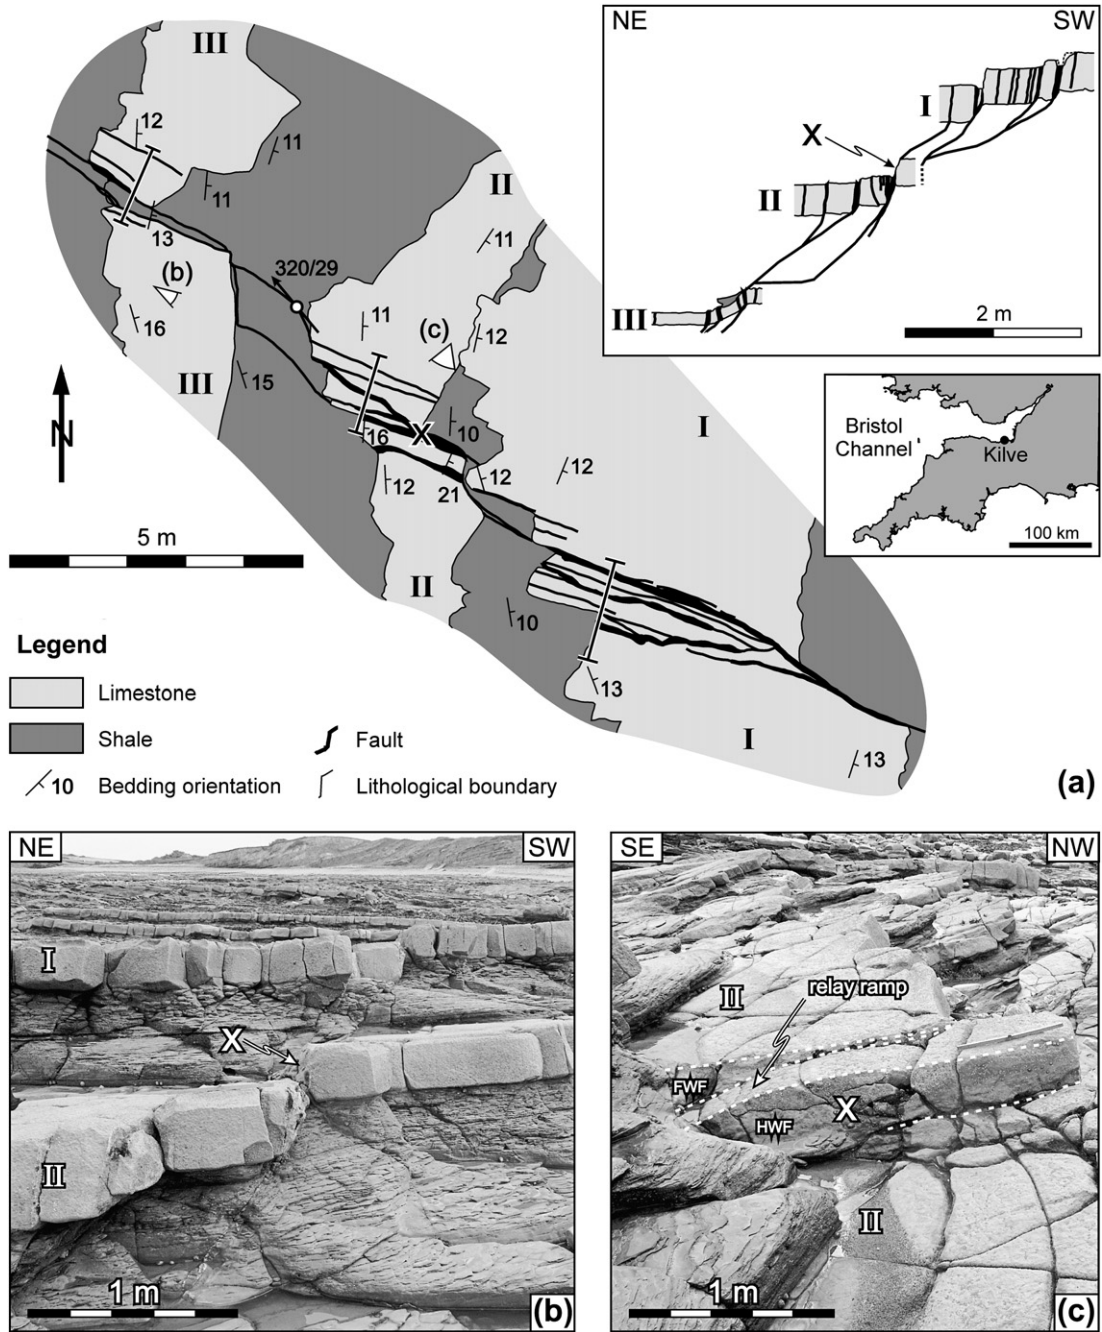 III
12
11
11
13
(b)
16
III
15
320/29
II
11
11
(c)
12
X
16
10
12
21
12
II
10
I
12
13
I
13
N
5 m
NE
SW
I
X
II
III
2 m
Bristol
Channel
Kilve
100 km
Legend
Limestone
Shale
Fault
10
Bedding orientation
Lithological boundary
(a)
NE
SW
I
X
II
1 m
(b)
SE
NW
II
relay ramp
FWF
HWF
X
II
1 m
(c)